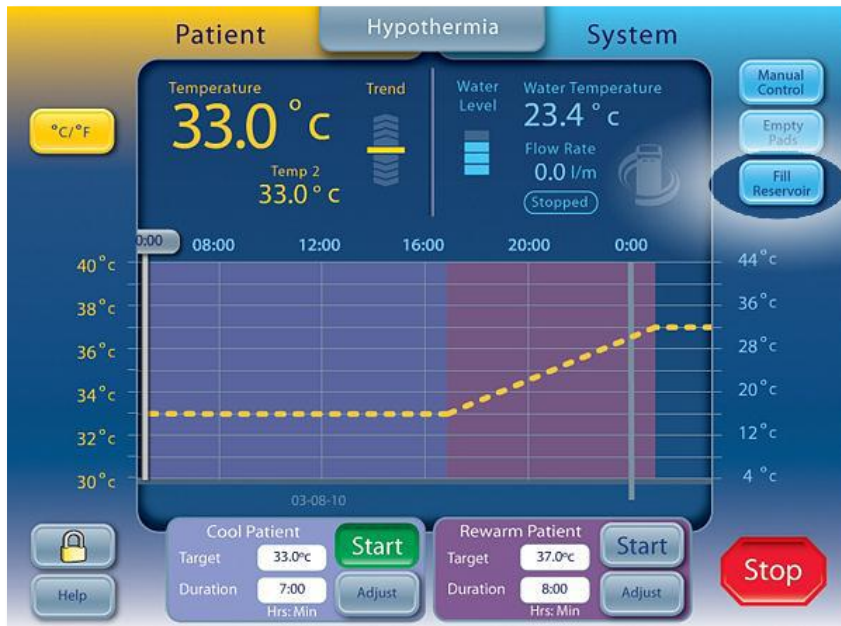 Patient
Hypothermia
System
°C/°F
Temperature
33.0 °c
Trend
Temp 2
33.0 ° c
Water
Level
Water Temperature
23.4 ° c
Flow Rate
0.0 l/m
Stopped
Manual
Control
Empty
Pads
Fill
Reservoir
0:00 08:00 12:00 16:00 20:00 0:00
40°c
38°c
36°c
34°c
32°c
30°c
44°c
36°c
28°c
20°c
12°c
4 °c
03-08-10
Help
Cool Patient
Target 33.0°c
Duration 7:00
Hrs: Min
Start
Adjust
Rewarm Patient
Target 37.0°c
Duration 8:00
Hrs: Min
Start
Adjust
Stop